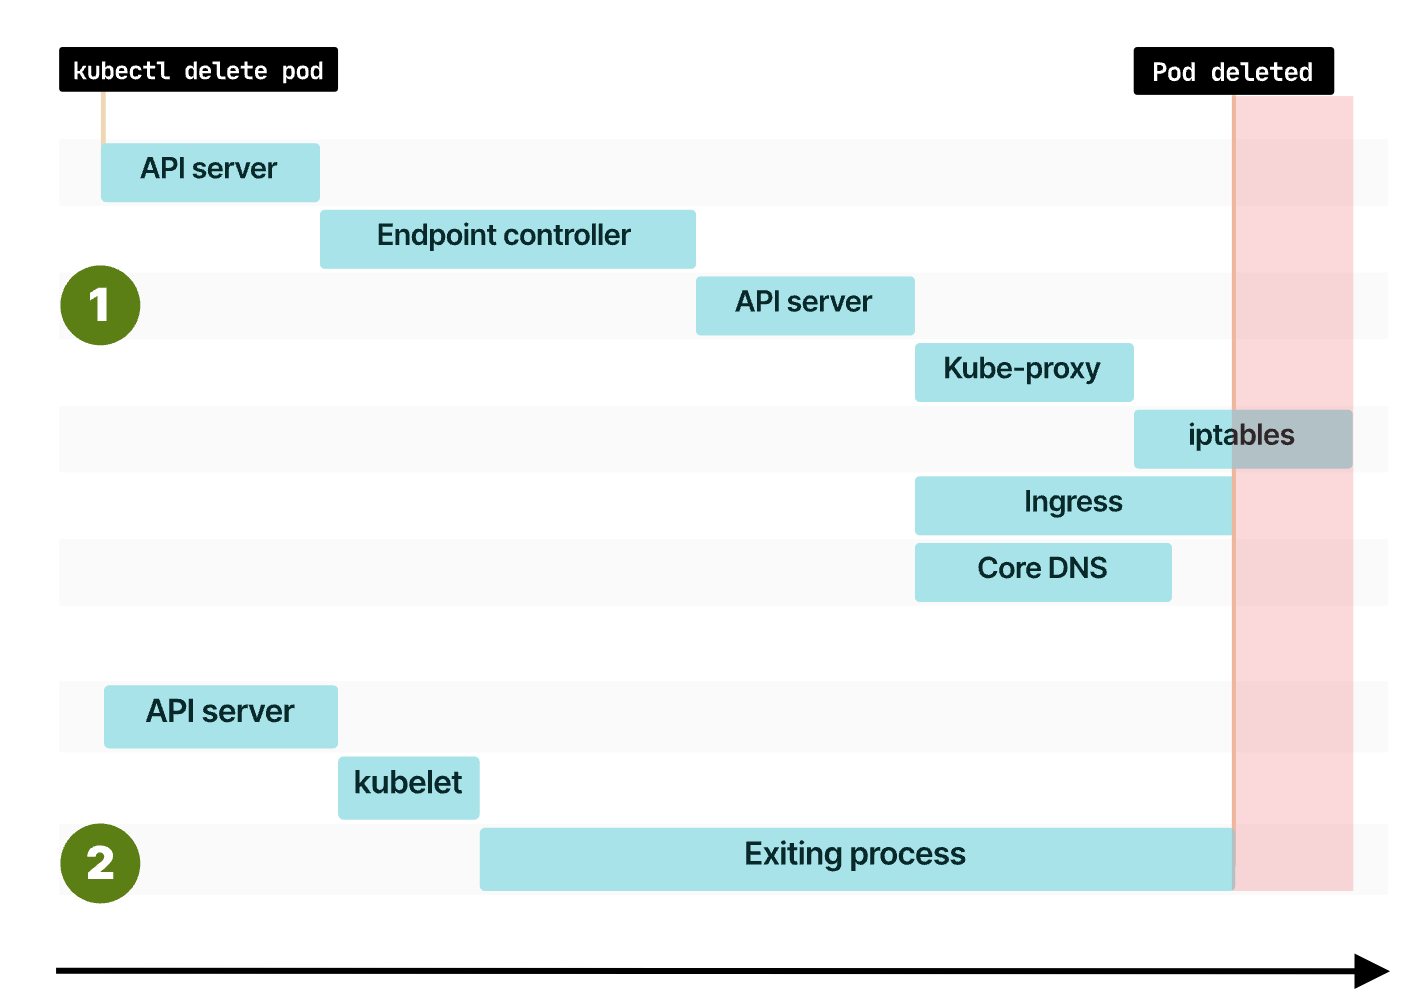 kubectl delete pod
Pod deleted
API server
Endpoint controller
1
API server
Kube-proxy
iptables
Ingress
Core DNS
API server
kubelet
2
Exiting process